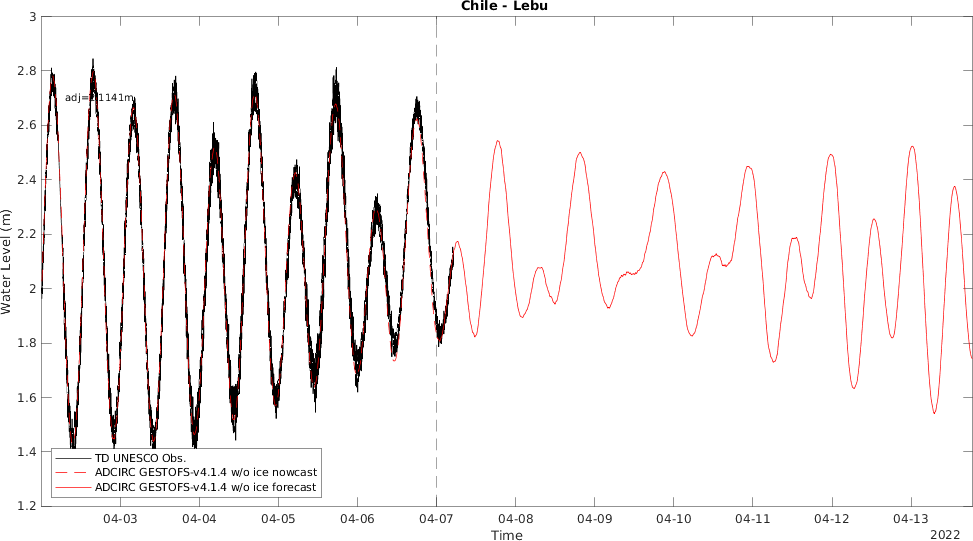 Chile - Lebu
3
2.8
2.6
2.4
2.2
2
1.8
1.6
1.4
1.2
Water Level (m)
TD UNESCO Obs.
ADCIRC GESTOFS-v4.1.4 w/o ice nowcast
ADCIRC GESTOFS-v4.1.4 w/o ice forecast
04-03 04-04 04-05 04-06 04-07 04-08 04-09 04-10 04-11 04-12 04-13
Time
2022